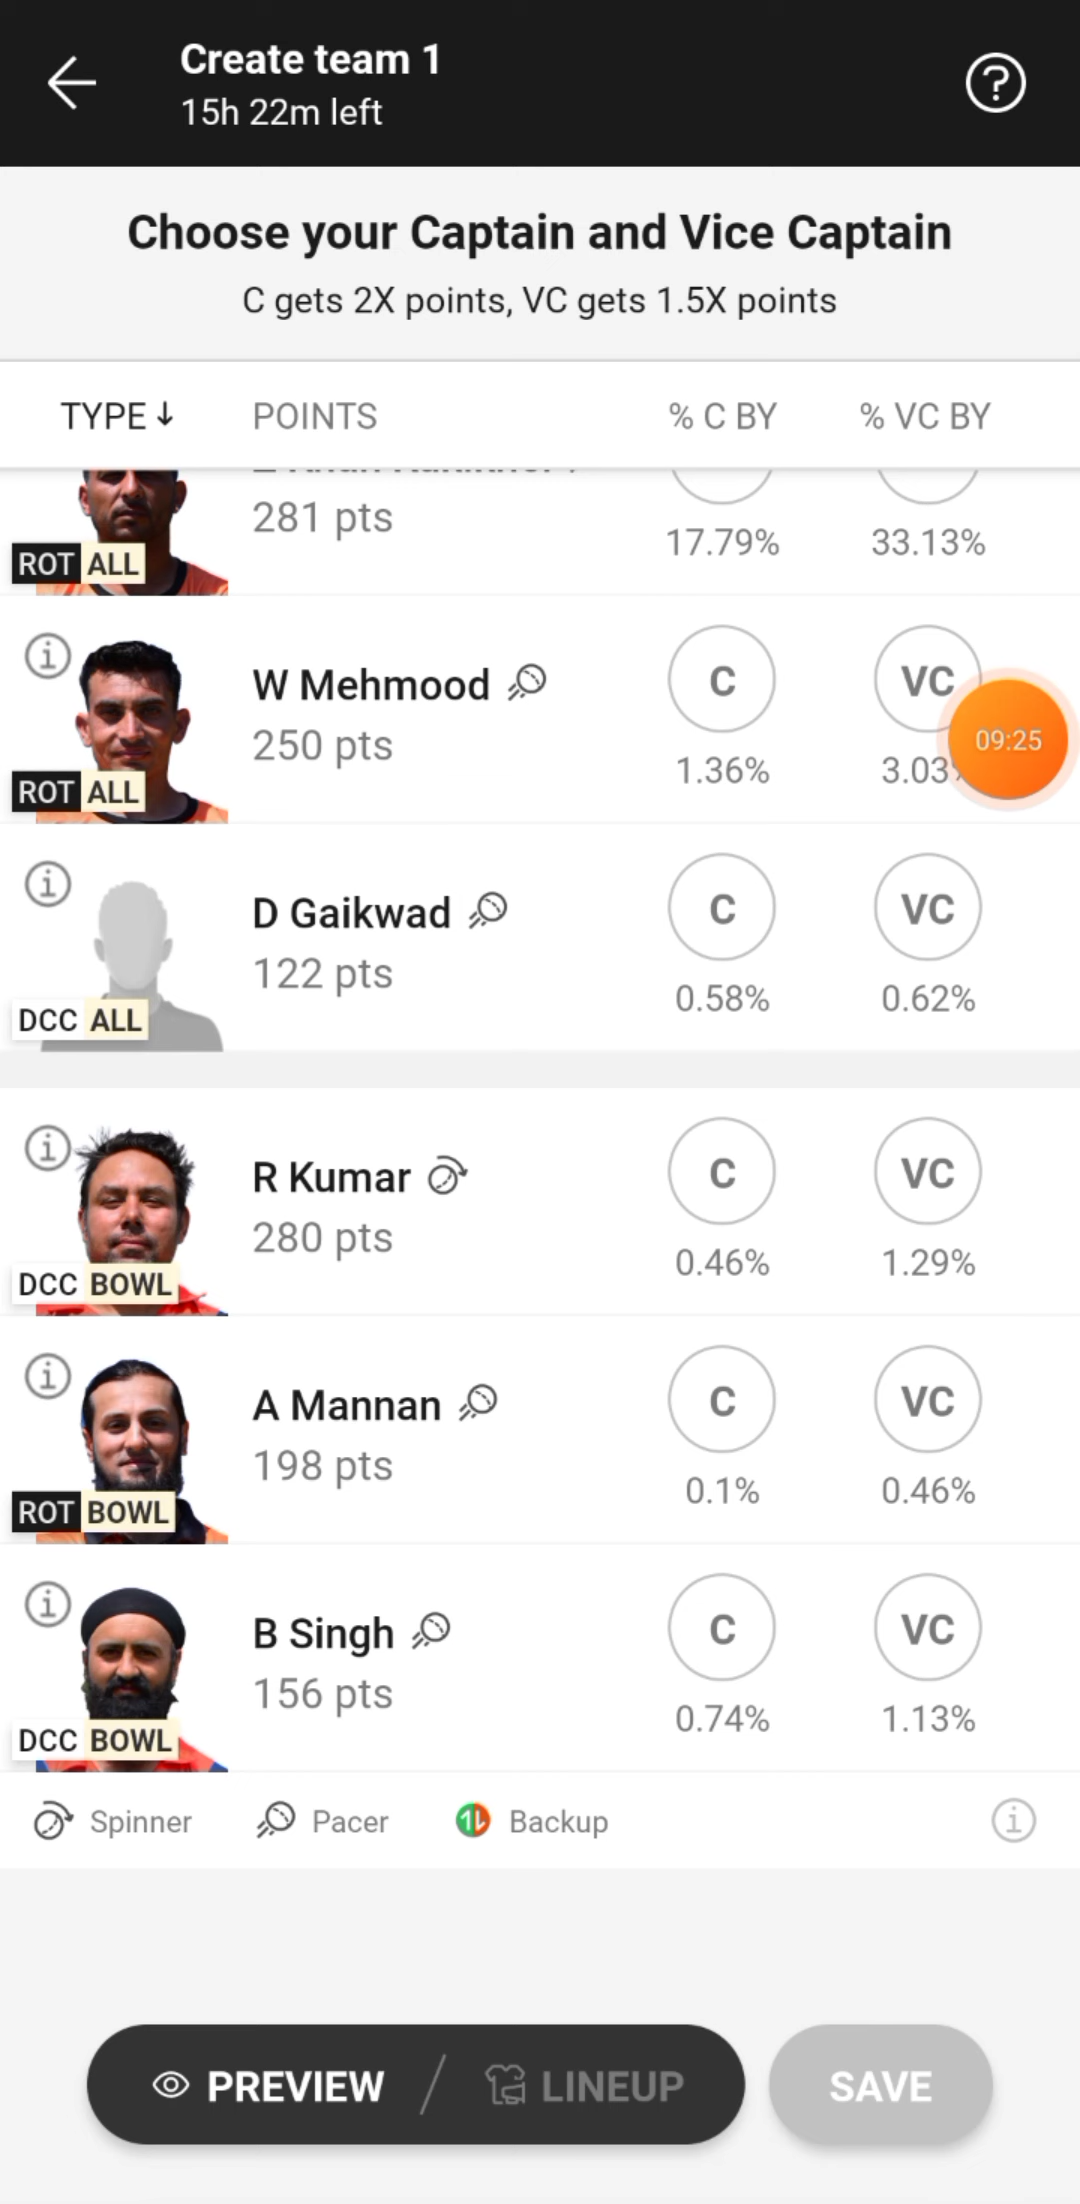 Create team 1
15h 22m left
Choose your Captain and Vice Captain
C gets 2X points, VC gets 1.5X points
TYPE↓ POINTS % C BY % VC BY
281 pts
17.79% 33.13%
ROT ALL
W Mehmood C VC
250 pts 1.36% 3.03
09:25
ROT ALL
D Gaikwad C VC
122 pts 0.58% 0.62%
DCC ALL
R Kumar C VC
280 pts 0.46% 1.29%
DCC BOWL
A Mannan C VC
198 pts 0.1% 0.46%
ROT BOWL
B Singh C VC
156 pts 0.74% 1.13%
DCC BOWL
Spinner Pacer Backup
PREVIEW / LINEUP SAVE